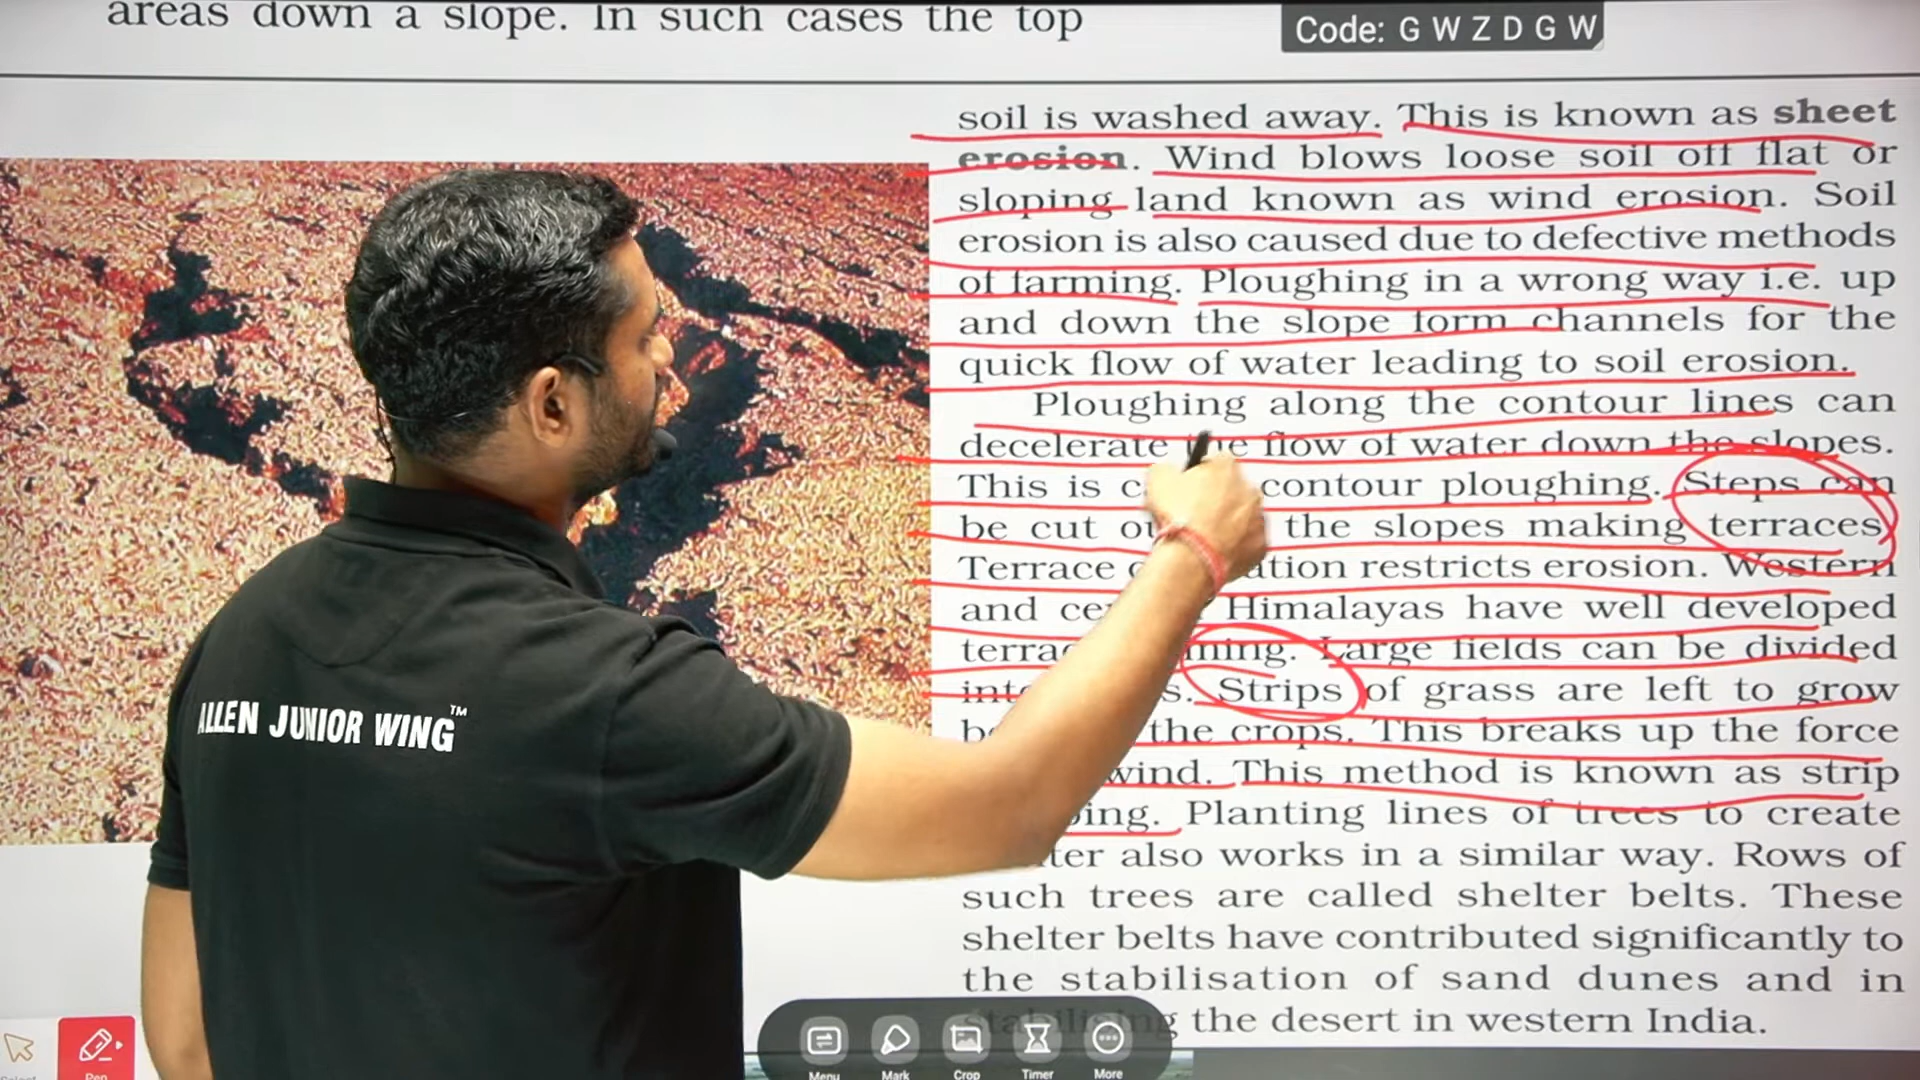 areas down a slope. In such cases the top
Code: G W Z D G W
soil is washed away. This is known as sheet
erosion. Wind blows loose soil off flat or
sloping land known as wind erosion. Soil
erosion is also caused due to defective methods
of farming. Ploughing in a wrong way i.e. up
and down the slope form channels for the
quick flow of water leading to soil erosion.
Ploughing along the contour lines can
decelerate the flow of water down the slopes.
This is contour ploughing. Steps can
be cut the slopes making terraces
Terrace restricts erosion. Western
and Himalayas have well developed
Large fields can be divided
Strips of grass are left to grow
the crops. This breaks up the force
wind. This method is known as strip
Planting lines of trees to create
also works in a similar way. Rows of
such trees are called shelter belts. These
shelter belts have contributed significantly to
the stabilisation of sand dunes and in
stabilising the desert in western India.
ALLEN JUNIOR WING™
Select
Pen
Menu
Mark
Crop
Timer
More